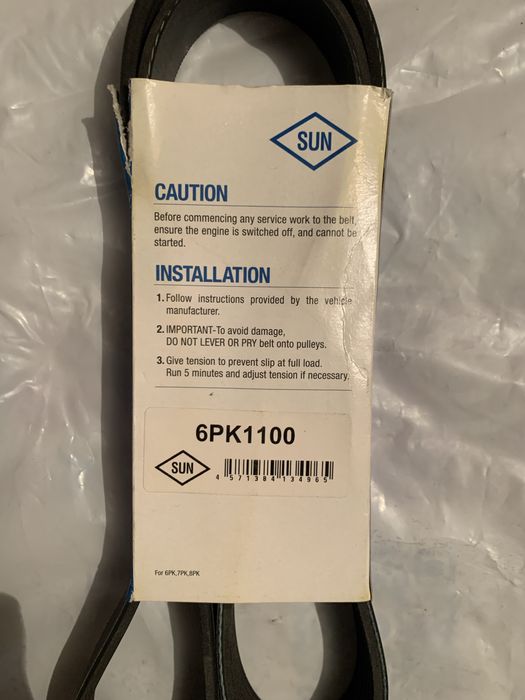 SUN
CAUTION
Before commencing any service work to the belt,
ensure the engine is switched off, and cannot be
started.
INSTALLATION
1. Follow instructions provided by the vehicle
manufacturer.
2. IMPORTANT-To avoid damage,
DO NOT LEVER OR PRY belt onto pulleys.
3. Give tension to prevent slip at full load.
Run 5 minutes and adjust tension if necessary.
6PK1100
SUN
4 571384 134965
For 6PK,7PK,8PK